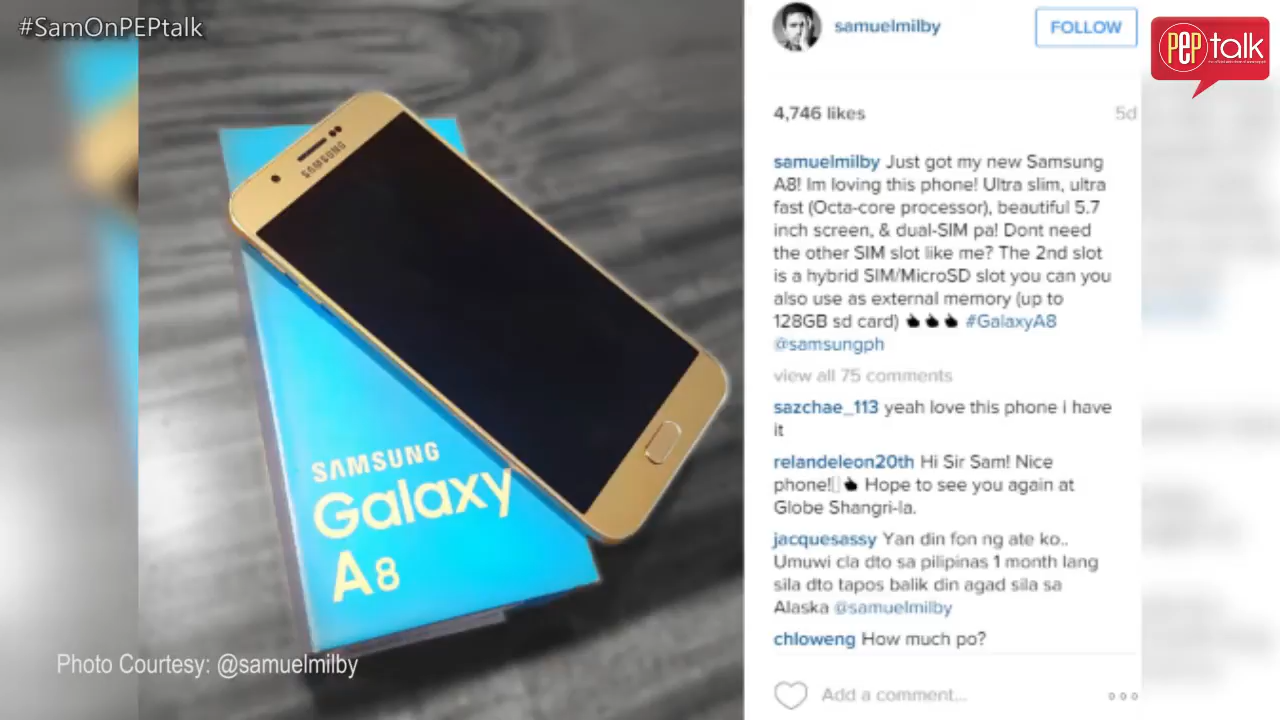 #SamOnPEPtalk
SAMSUNG
SAMSUNG
Galaxy
A8
Photo Courtesy: @samuelmilby
samuelmilby
FOLLOW
PEPtalk
4,746 likes
5d
samuelmilby Just got my new Samsung
A8! Im loving this phone! Ultra slim, ultra
fast (Octa-core processor), beautiful 5.7
inch screen, & dual-SIM pa! Dont need
the other SIM slot like me? The 2nd slot
is a hybrid SIM/MicroSD slot you can you
also use as external memory (up to
128GB sd card) #GalaxyA8
@samsungph
view all 75 comments
sazchae_113 yeah love this phone i have
it
relandeleon20th Hi Sir Sam! Nice
phone! Hope to see you again at
Globe Shangri-la.
jacquesassy Yan din fon ng ate ko..
Umuwi cla dto sa pilipinas 1 month lang
sila dto tapos balik din agad sila sa
Alaska @samuelmilby
chloweng How much po?
Add a comment...